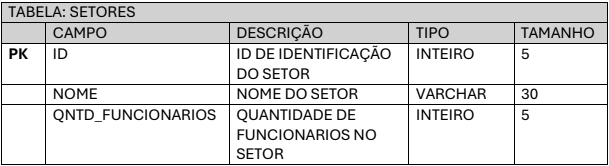 TABELA: SETORES
CAMPO DESCRIÇÃO TIPO TAMANHO
PK ID ID DE IDENTIFICAÇÃO INTEIRO 5
DO SETOR
NOME NOME DO SETOR VARCHAR 30
QNTD_FUNCIONARIOS QUANTIDADE DE INTEIRO 5
FUNCIONARIOS NO
SETOR